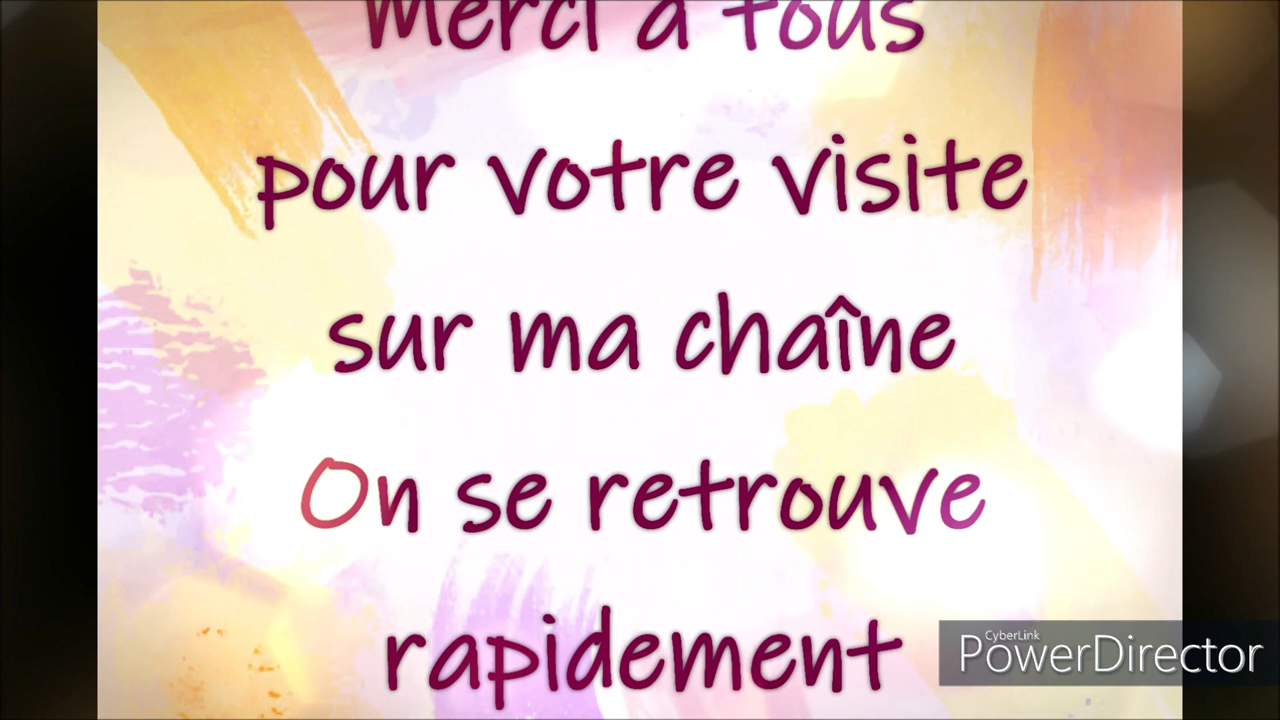 Merci à tous
pour votre visite
sur ma chaîne
On se retrouve
rapidement
CyberLink
PowerDirector